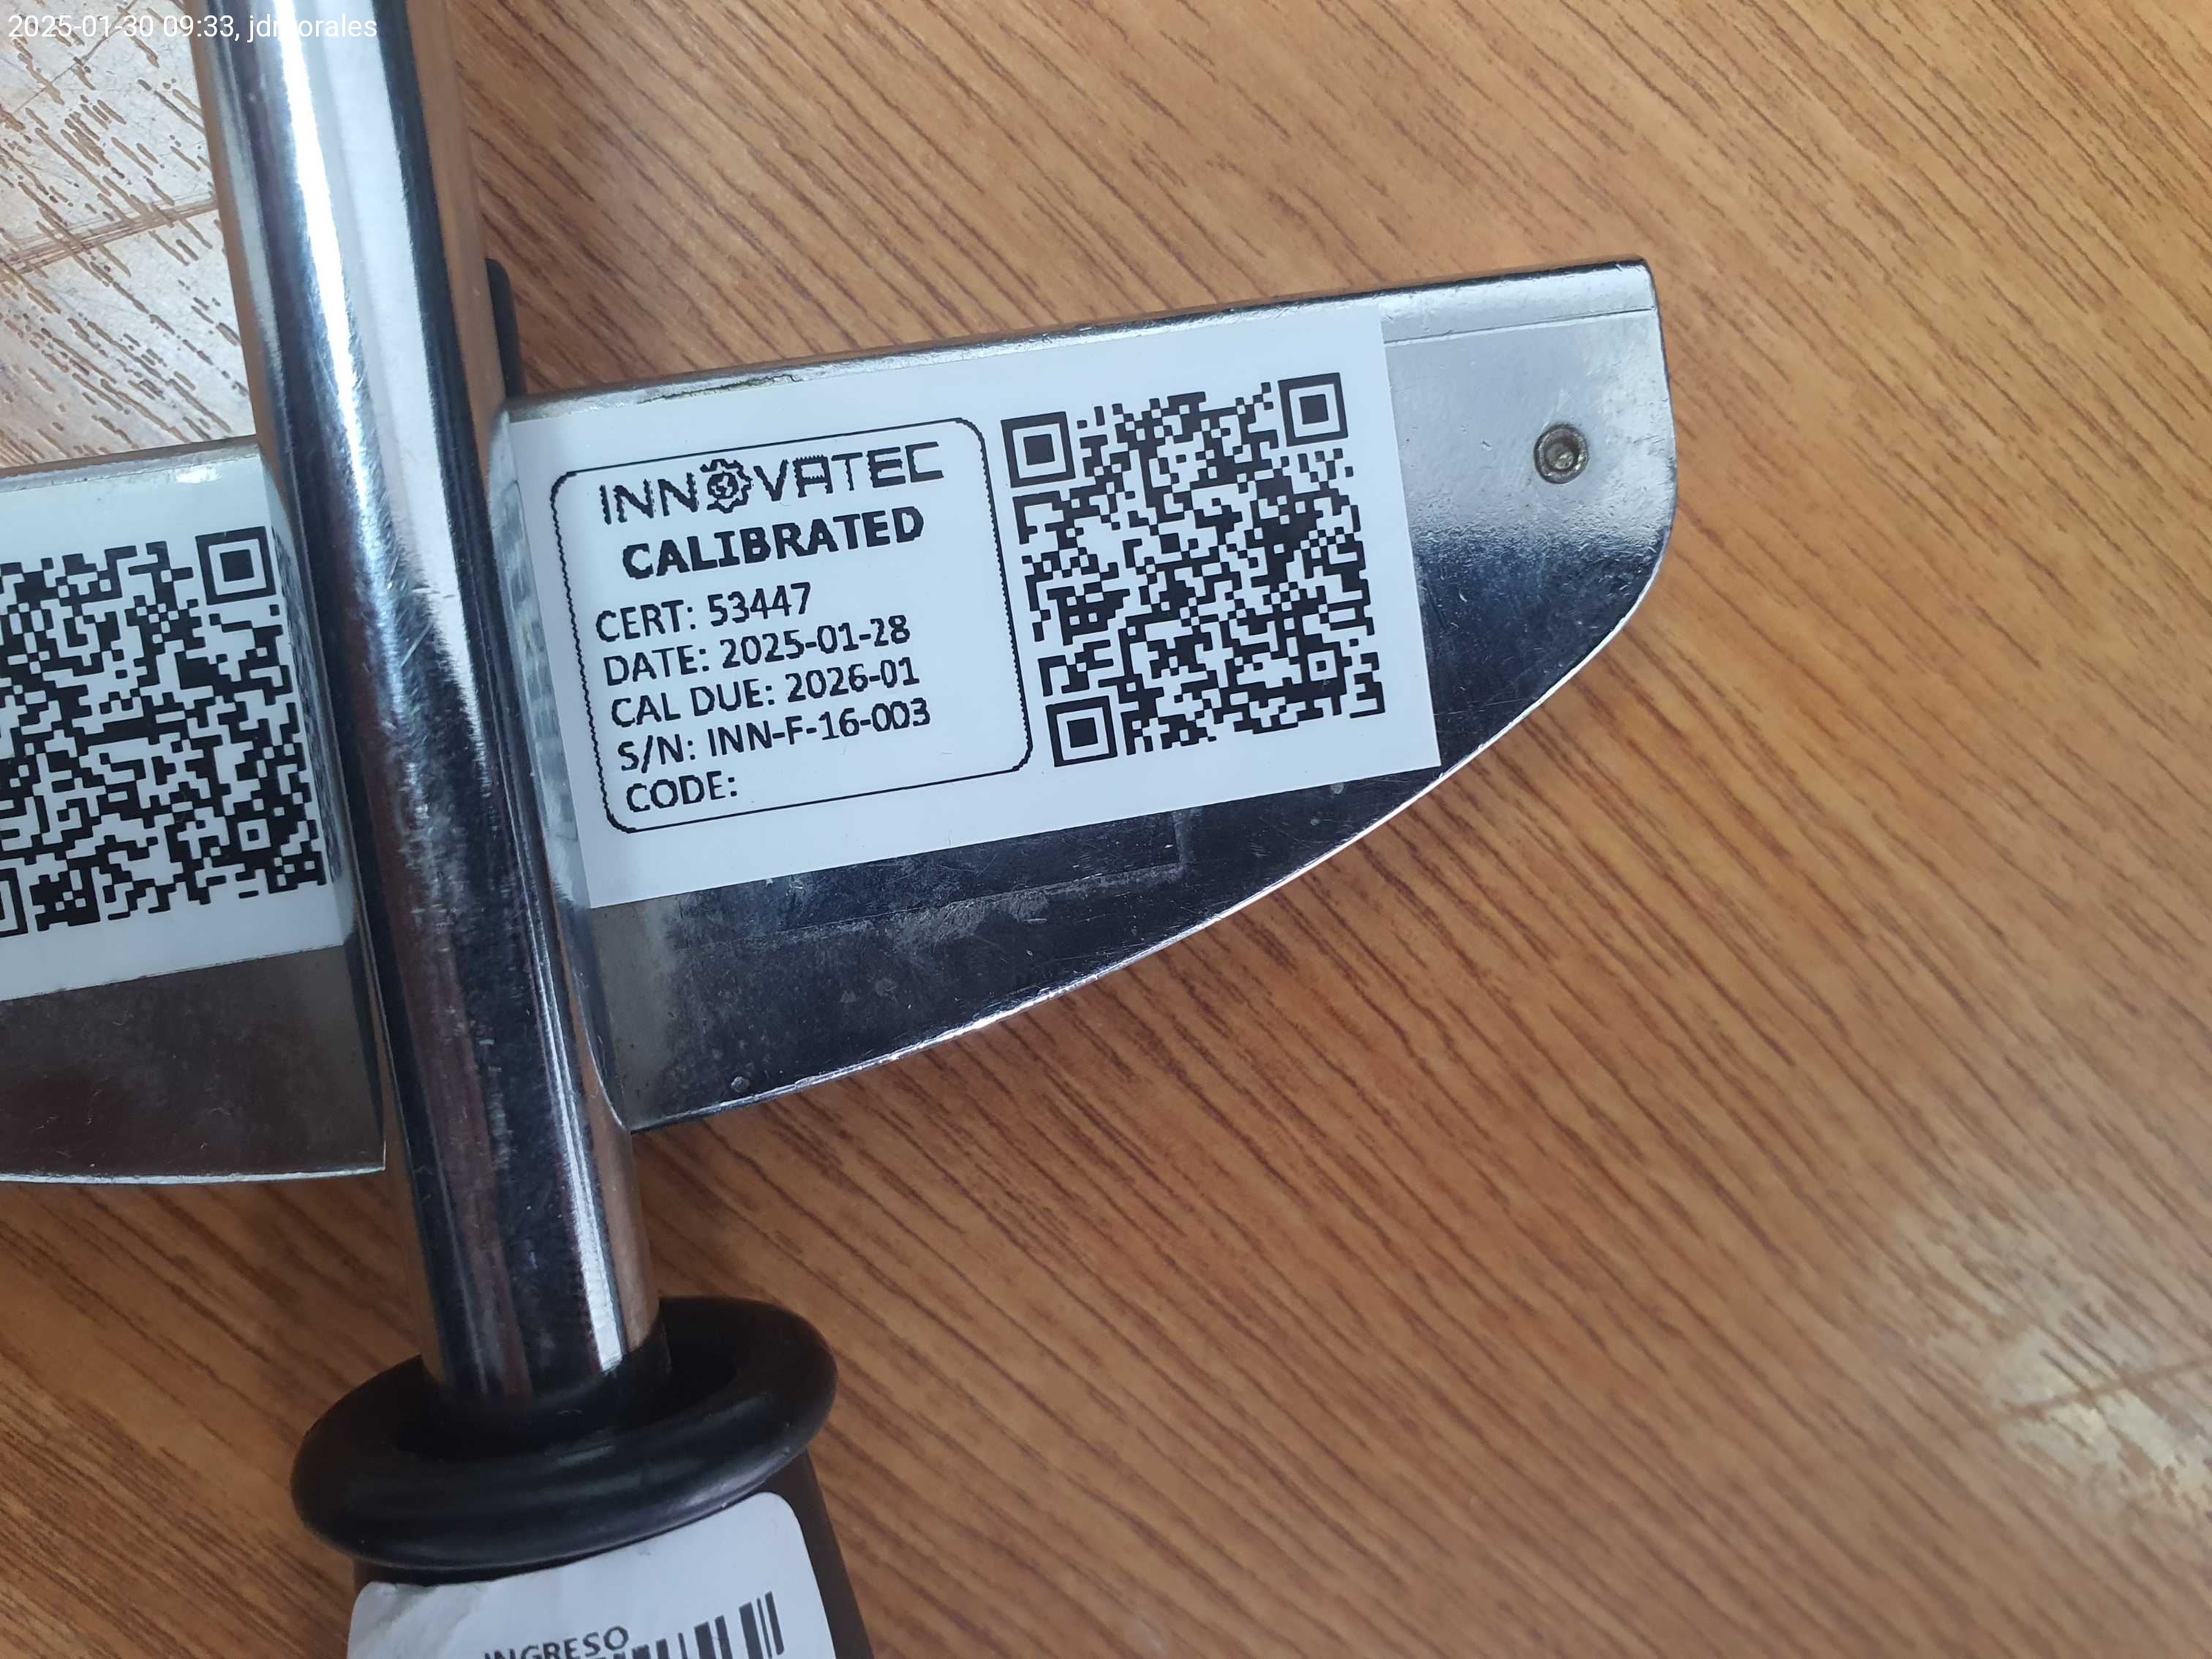 2025-01-30 09:33, jdmorales
INNOVATEC
CALIBRATED
CERT: 53447
DATE: 2025-01-28
CAL DUE: 2026-01
S/N: INN-F-16-003
CODE:
INGRESO